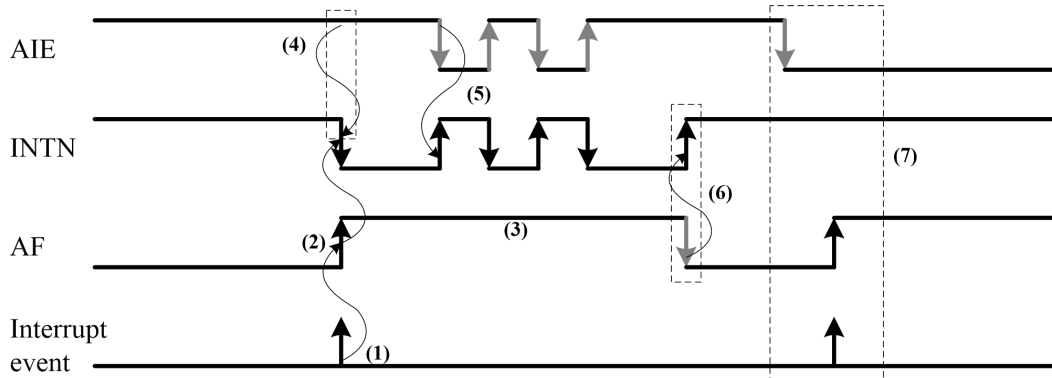 AIE
(4)
(5)
INTN
(7)
(6)
(2)
(3)
AF
Interrupt
event
(1)